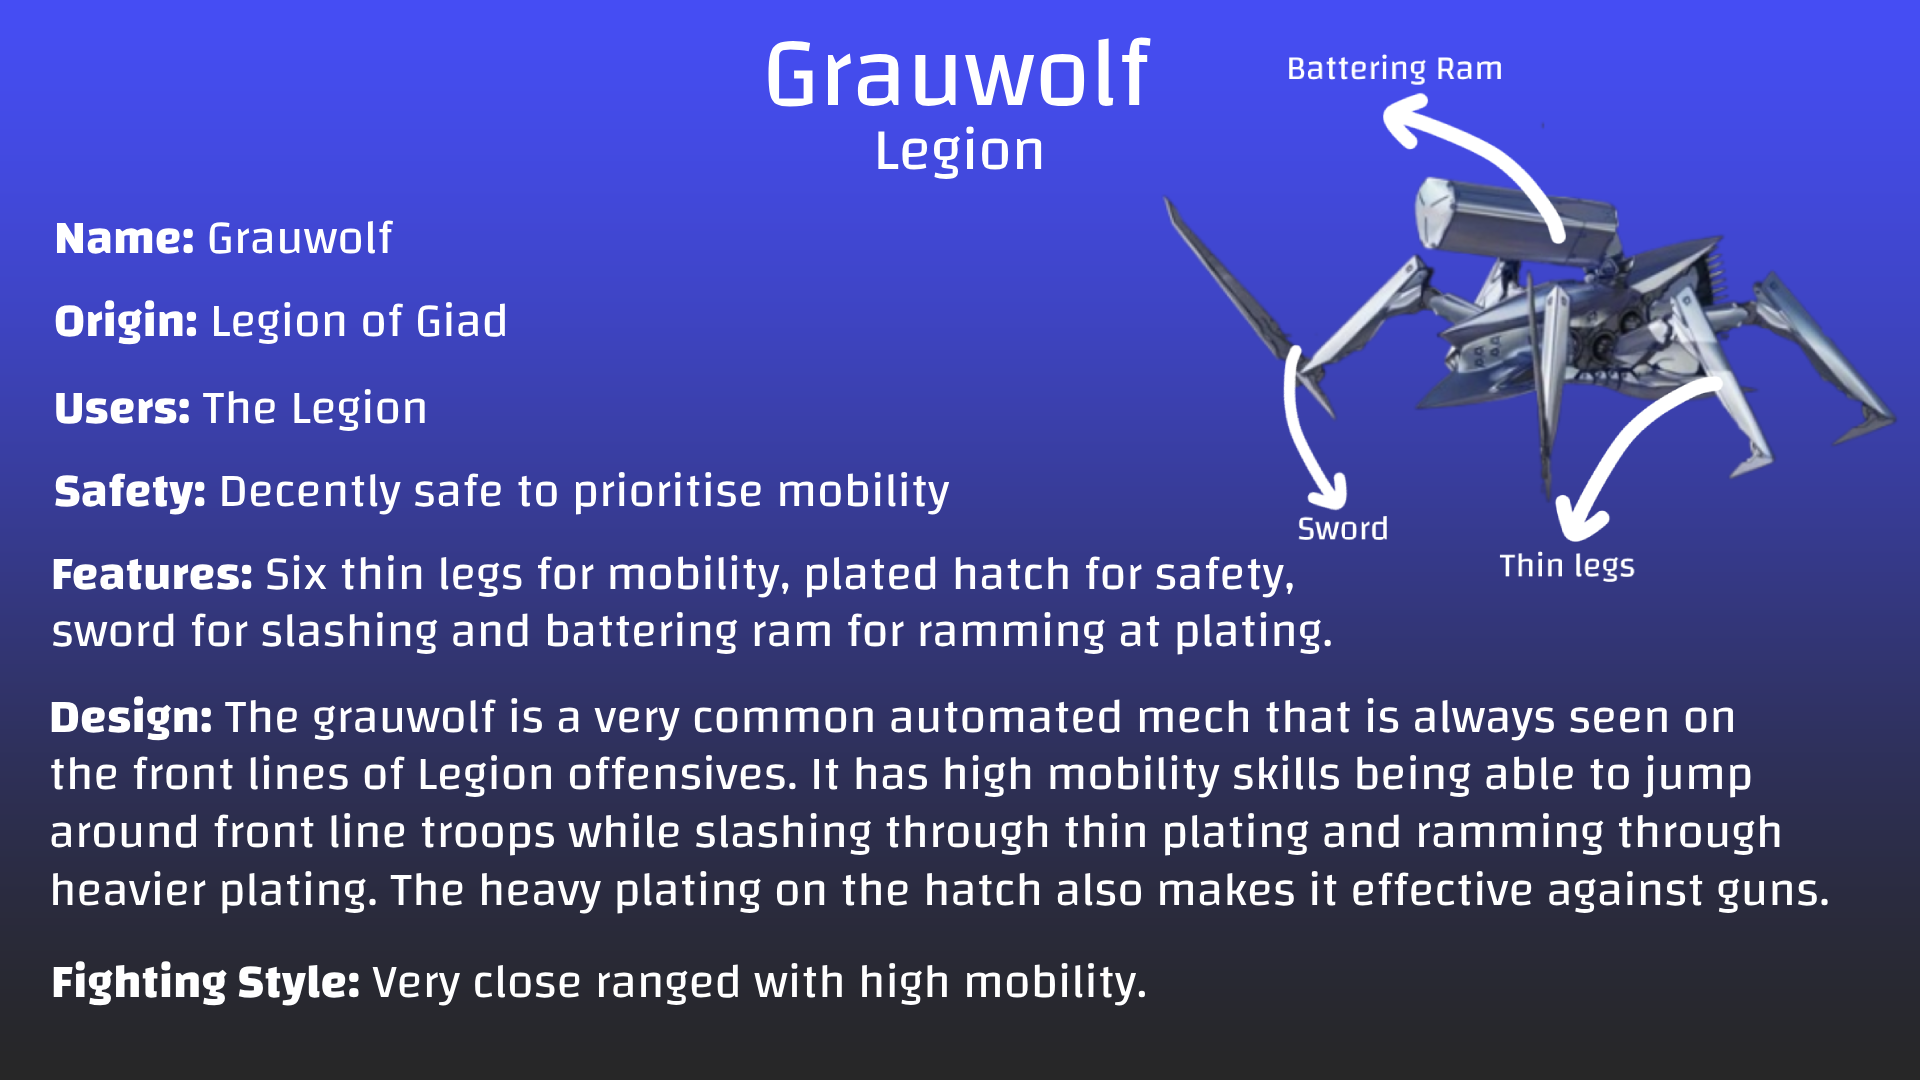 Grauwolf
Legion
Battering Ram
Name: Grauwolf
Origin: Legion of Giad
Users: The Legion
Safety: Decently safe to prioritise mobility
Sword
Thin legs
Features: Six thin legs for mobility, plated hatch for safety,
sword for slashing and battering ram for ramming at plating.
Design: The grauwolf is a very common automated mech that is always seen on
the front lines of Legion offensives. It has high mobility skills being able to jump
around front line troops while slashing through thin plating and ramming through
heavier plating. The heavy plating on the hatch also makes it effective against guns.
Fighting Style: Very close ranged with high mobility.